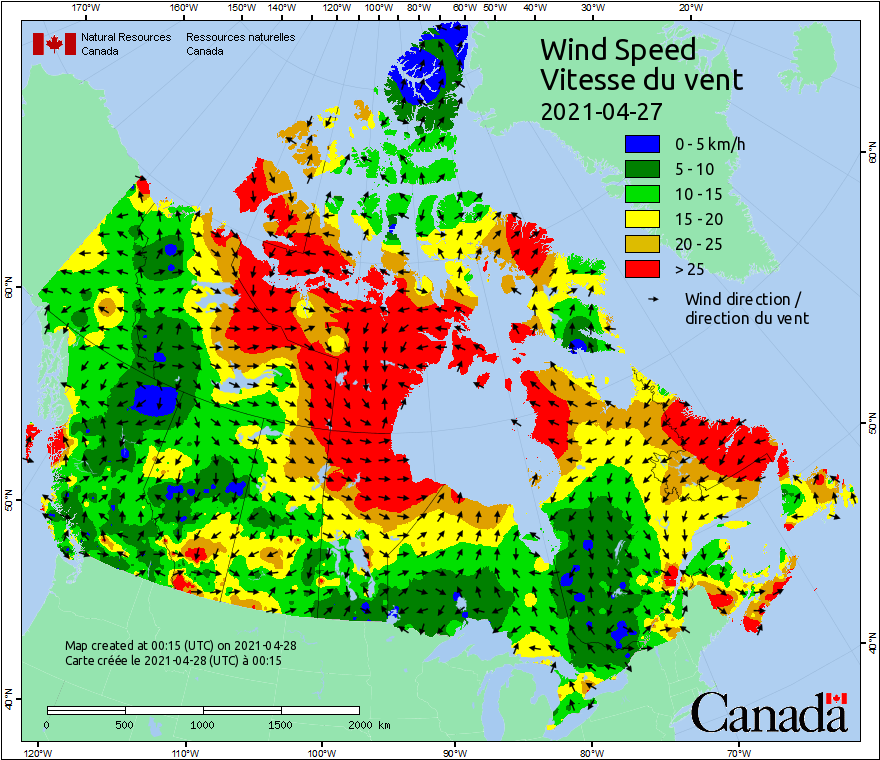 170°W 160°W 150°W 140°W 120°W 100°W 80°W 60°W 50°W 40°W 30°W 20°W
Natural Resources Ressources naturelles
Canada Canada
Wind Speed
Vitesse du vent
2021-04-27
0 - 5 km/h
5 - 10
10 - 15
15 - 20
20 - 25
> 25
Wind direction /
direction du vent
60°N
60°N
50°N
50°N
40°N
40°N
Map created at 00:15 (UTC) on 2021-04-28
Carte créée le 2021-04-28 (UTC) à 00:15
0 500 1000 1500 2000 km
Canada
120°W 110°W 100°W 90°W 80°W 70°W